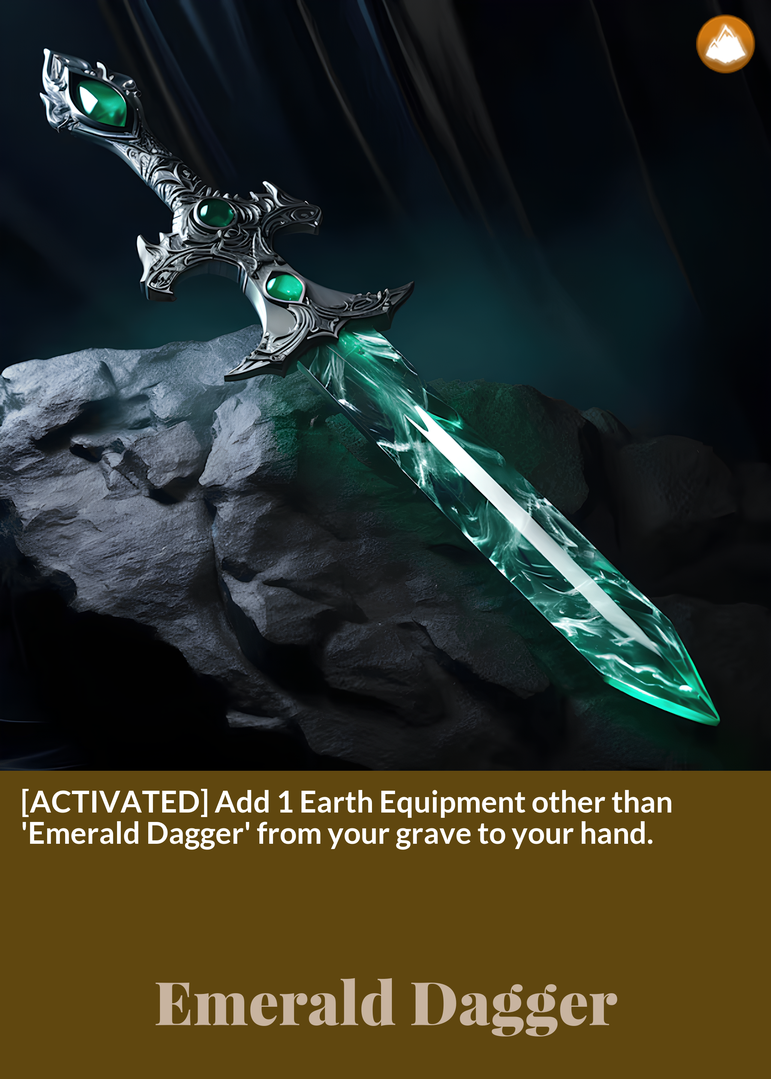 [ACTIVATED] Add 1 Earth Equipment other than
'Emerald Dagger' from your grave to your hand.
Emerald Dagger